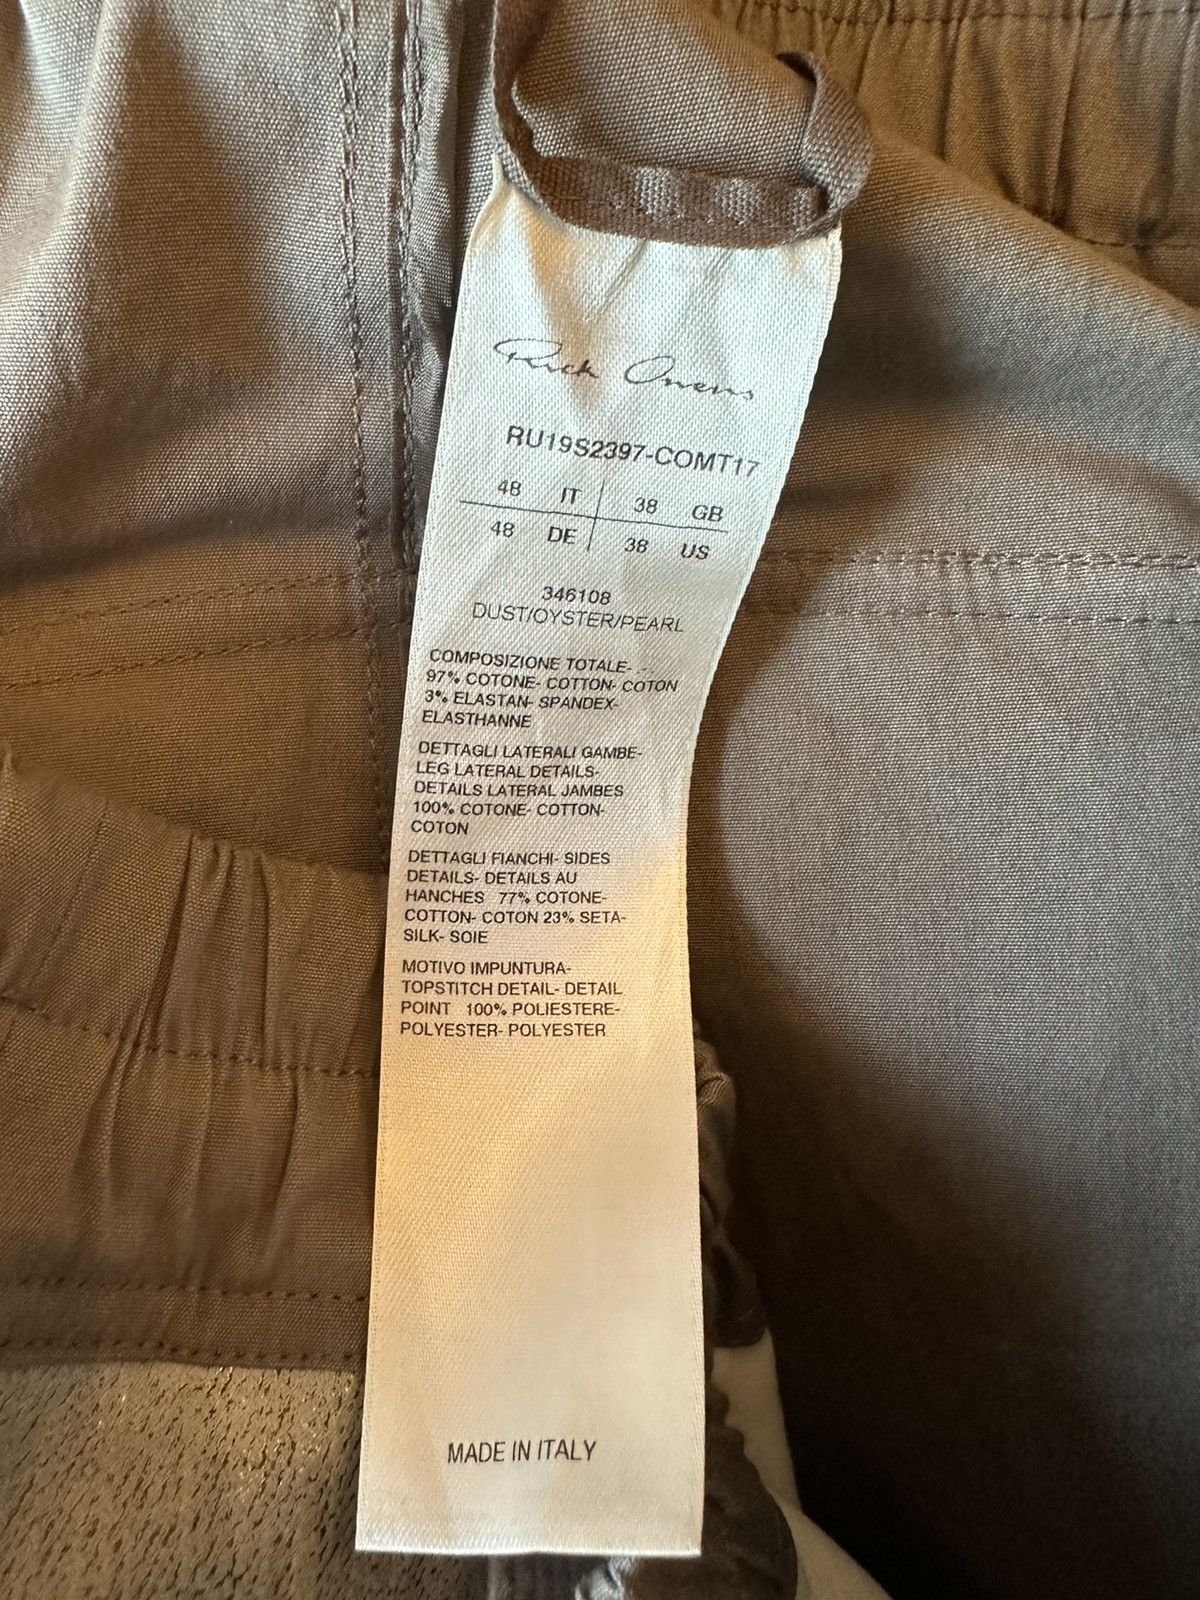 Rick Owens
RU19S2397-COMT17
48 IT 38 GB
48 DE 38 US
346108
DUST/OYSTER/PEARL
COMPOSIZIONE TOTALE- -
97% COTONE- COTTON- COTON
3% ELASTAN- SPANDEX-
ELASTHANNE
DETTAGLI LATERALI GAMBE-
LEG LATERAL DETAILS-
DETAILS LATERAL JAMBES
100% COTONE- COTTON-
COTON
DETTAGLI FIANCHI- SIDES
DETAILS- DETAILS AU
HANCHES 77% COTONE-
COTTON- COTON 23% SETA-
SILK- SOIE
MOTIVO IMPUNTURA-
TOPSTITCH DETAIL- DETAIL
POINT 100% POLIESTERE-
POLYESTER- POLYESTER
MADE IN ITALY